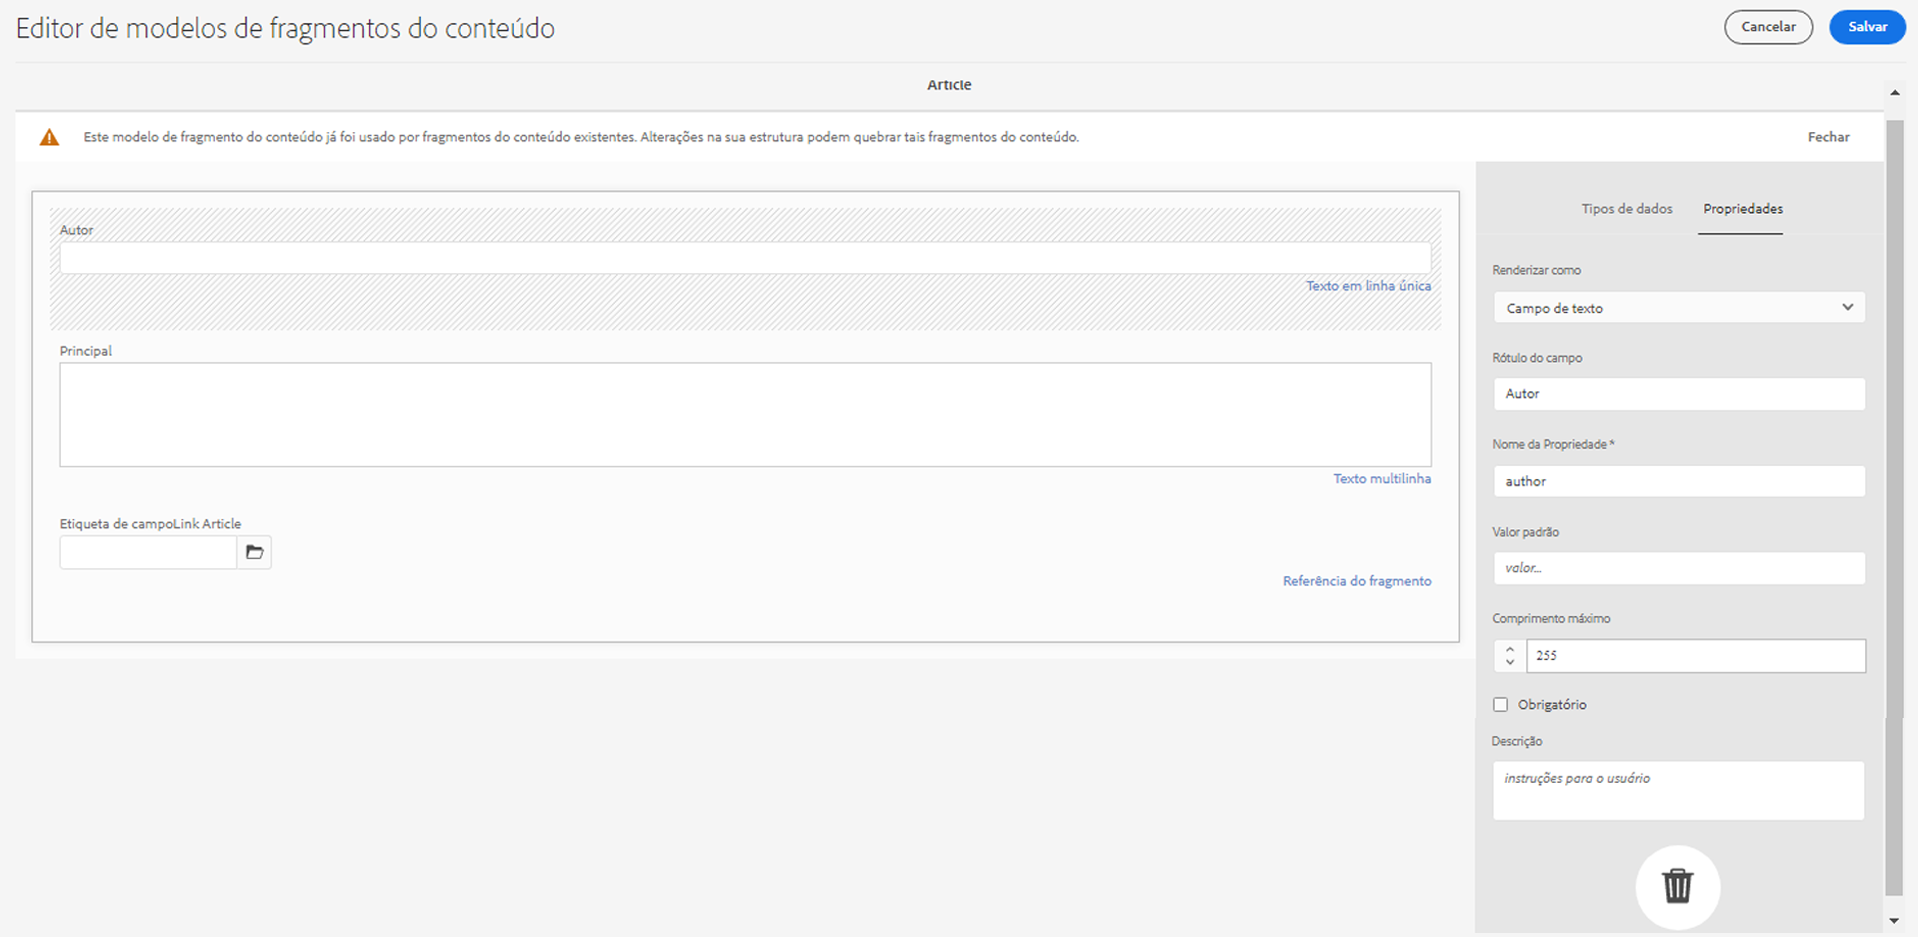 Editor de modelos de fragmentos do conteúdo
Cancelar
Salvar
Article
Este modelo de fragmento do conteúdo já foi usado por fragmentos do conteúdo existentes. Alterações na sua estrutura podem quebrar tais fragmentos do conteúdo.
Fechar
Autor
Texto em linha única
Principal
Texto multilinha
Etiqueta de campoLink Article
Referência do fragmento
Tipos de dados
Propriedades
Renderizar como
Campo de texto
Rótulo do campo
Autor
Nome da Propriedade *
author
Valor padrão
valor...
Comprimento máximo
255
Obrigatório
Descrição
instruções para o usuário